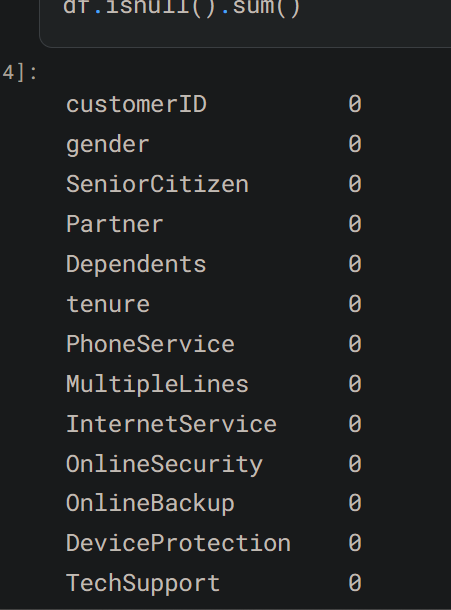 df.isnull().sum()
4]:
customerID 0
gender 0
SeniorCitizen 0
Partner 0
Dependents 0
tenure 0
PhoneService 0
MultipleLines 0
InternetService 0
OnlineSecurity 0
OnlineBackup 0
DeviceProtection 0
TechSupport 0